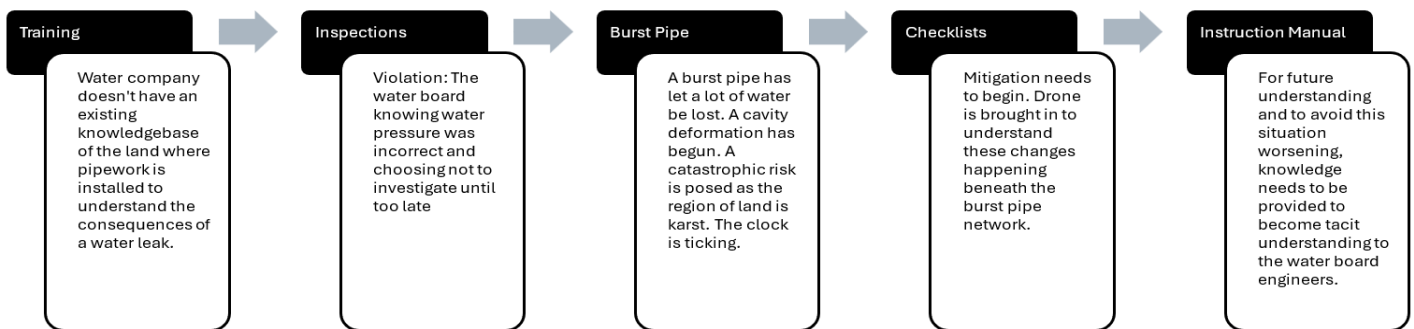 Training
Water company
doesn't have an
existing
knowledgebase
of the land where
pipework is
installed to
understand the
consequences of
a water leak.
Inspections
Violation: The
water board
knowing water
pressure was
incorrect and
choosing not to
investigate until
too late
Burst Pipe
A burst pipe has
let a lot of water
be lost. A cavity
deformation has
begun. A
catastrophic risk
is posed as the
region of land is
karst. The clock
is ticking.
Checklists
Mitigation needs
to begin. Drone
is brought in to
understand
these changes
happening
beneath the
burst pipe
network.
Instruction Manual
For future
understanding
and to avoid this
situation
worsening,
knowledge
needs to be
provided to
become tacit
understanding to
the water board
engineers.